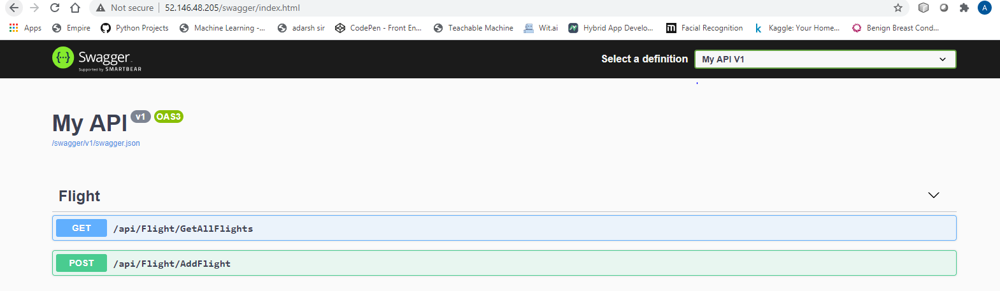 Not secure | 52.146.48.205/swagger/index.html
A
Apps Empire Python Projects Machine Learning -... adarsh sir CodePen - Front En... Teachable Machine Wit.ai Hybrid App Develo... Facial Recognition Kaggle: Your Home... Benign Breast Cond...
Swagger.
Supported by SMARTBEAR
Select a definition My API V1
My API v1 OAS3
/swagger/v1/swagger.json
Flight
GET /api/Flight/GetAllFlights
POST /api/Flight/AddFlight